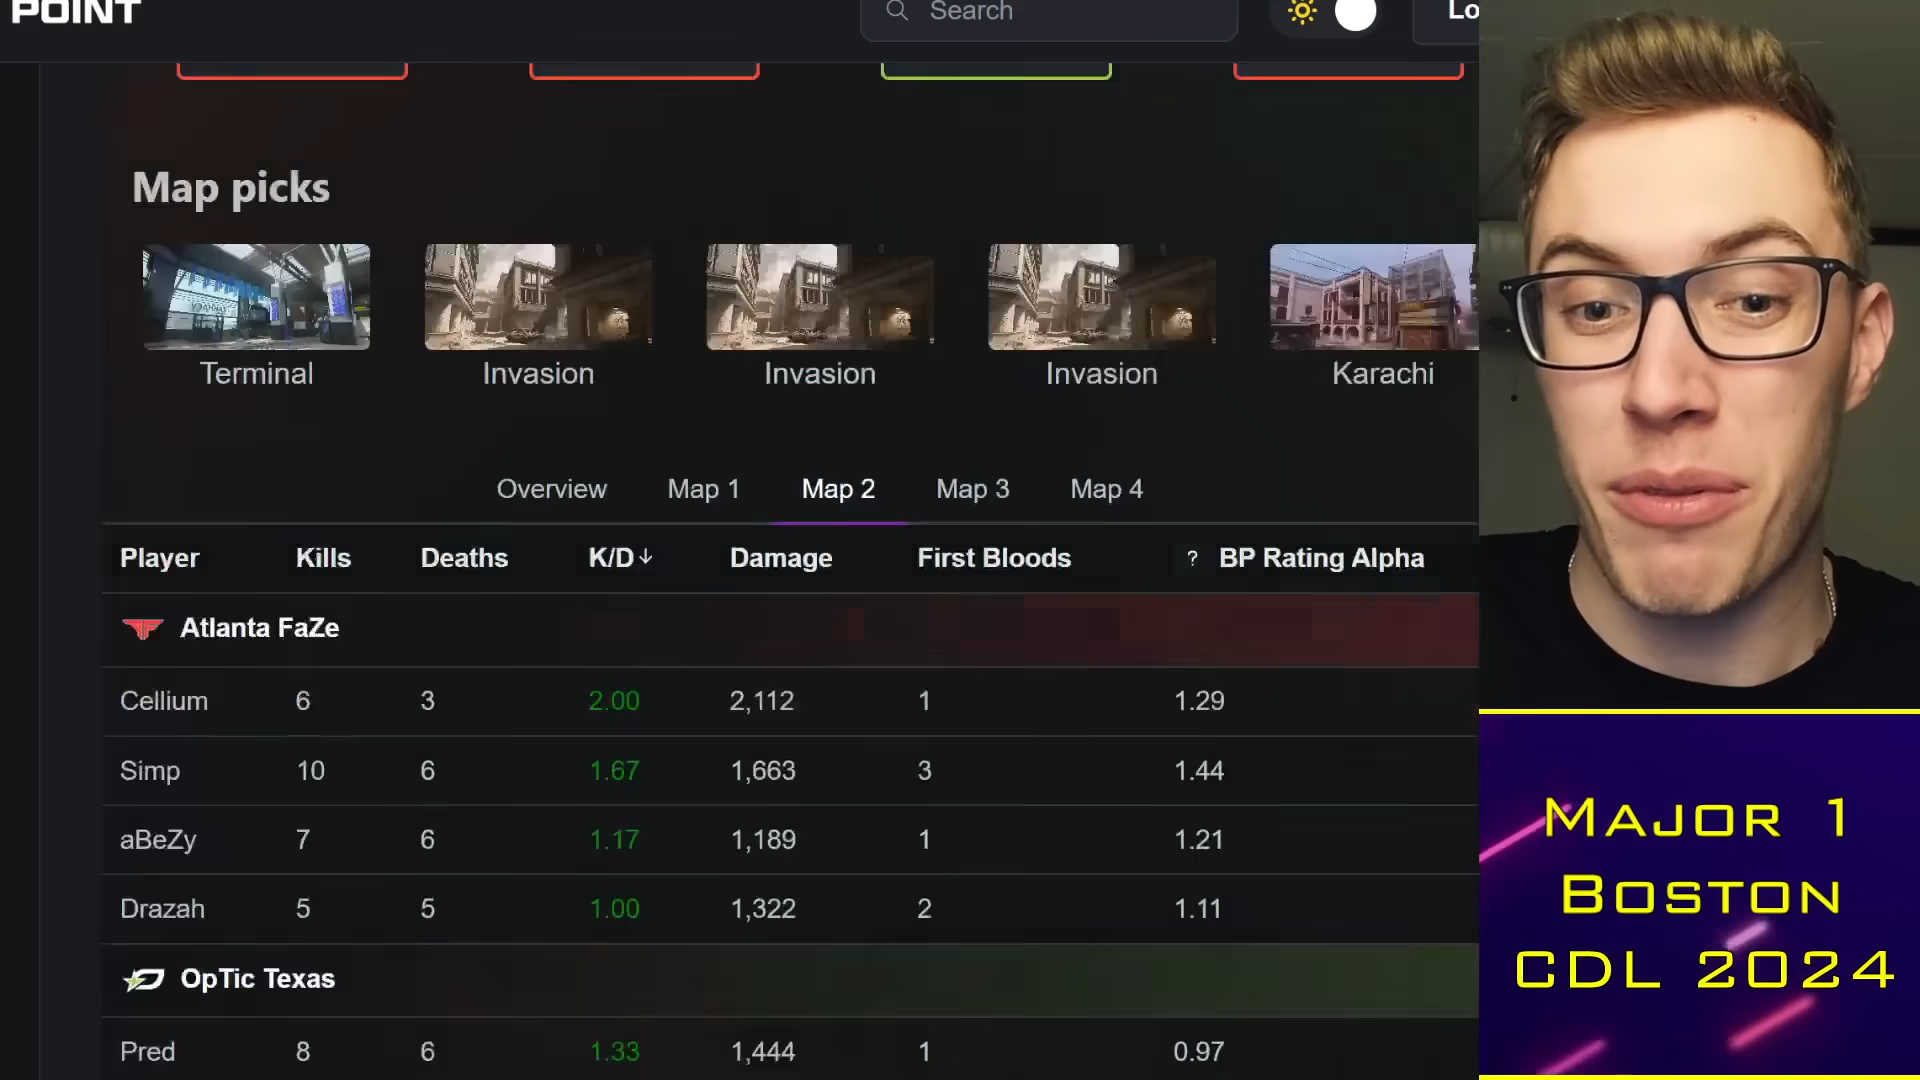 POINT
Search
Lo
Map picks
Terminal
Invasion
Invasion
Invasion
Karachi
Overview
Map 1
Map 2
Map 3
Map 4
Player Kills Deaths K/D↓ Damage First Bloods ? BP Rating Alpha
Atlanta FaZe
Cellium 6 3 2.00 2,112 1 1.29
Simp 10 6 1.67 1,663 3 1.44
aBeZy 7 6 1.17 1,189 1 1.21
Drazah 5 5 1.00 1,322 2 1.11
OpTic Texas
Pred 8 6 1.33 1,444 1 0.97
Major 1
Boston
CDL 2024